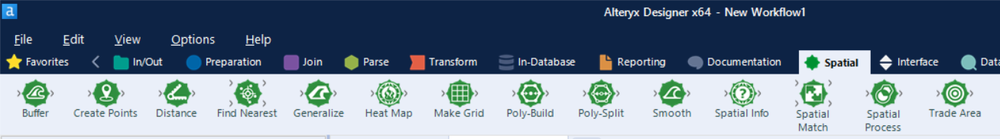 a
Alteryx Designer x64 - New Workflow1
File Edit View Options Help
Favorites In/Out Preparation Join Parse Transform In-Database Reporting Documentation Spatial Interface Data
Buffer Create Points Distance Find Nearest Generalize Heat Map Make Grid Poly-Build Poly-Split Smooth Spatial Info Spatial Match Spatial Process Trade Area